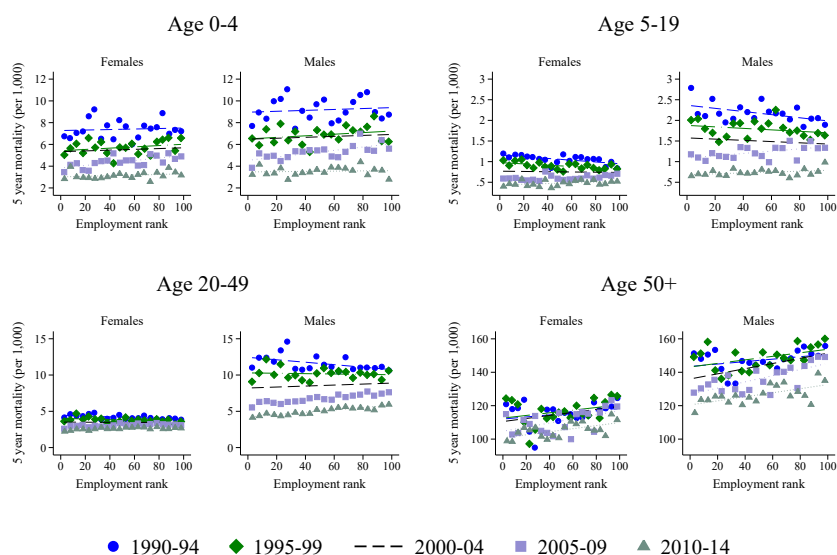 Age 0-4
Age 5-19
Females
Males
Females
Males
5 year mortality (per 1,000)
12
10
8
6
4
2
0 20 40 60 80 100
Employment rank
12
10
8
6
4
2
0 20 40 60 80 100
Employment rank
5 year mortality (per 1,000)
3
2.5
2
1.5
1
.5
0 20 40 60 80 100
Employment rank
3
2.5
2
1.5
1
.5
0 20 40 60 80 100
Employment rank
Age 20-49
Age 50+
Females
Males
Females
Males
5 year mortality (per 1,000)
15
10
5
0
0 20 40 60 80 100
Employment rank
15
10
5
0
0 20 40 60 80 100
Employment rank
5 year mortality (per 1,000)
160
140
120
100
0 20 40 60 80 100
Employment rank
160
140
120
100
0 20 40 60 80 100
Employment rank
1990-94 1995-99 2000-04 2005-09 2010-14